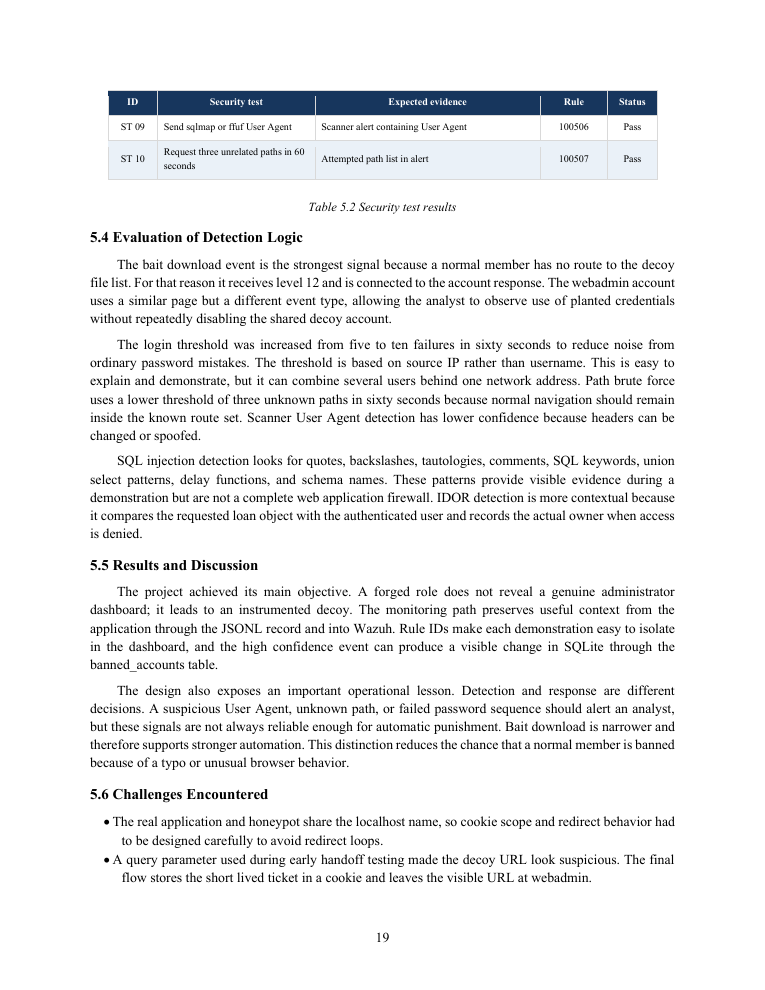 ID Security test Expected evidence Rule Status
ST 09 Send sqlmap or ffuf User Agent Scanner alert containing User Agent 100506 Pass
ST 10 Request three unrelated paths in 60 seconds Attempted path list in alert 100507 Pass
Table 5.2 Security test results
5.4 Evaluation of Detection Logic
The bait download event is the strongest signal because a normal member has no route to the decoy
file list. For that reason it receives level 12 and is connected to the account response. The webadmin account
uses a similar page but a different event type, allowing the analyst to observe use of planted credentials
without repeatedly disabling the shared decoy account.
The login threshold was increased from five to ten failures in sixty seconds to reduce noise from
ordinary password mistakes. The threshold is based on source IP rather than username. This is easy to
explain and demonstrate, but it can combine several users behind one network address. Path brute force
uses a lower threshold of three unknown paths in sixty seconds because normal navigation should remain
inside the known route set. Scanner User Agent detection has lower confidence because headers can be
changed or spoofed.
SQL injection detection looks for quotes, backslashes, tautologies, comments, SQL keywords, union
select patterns, delay functions, and schema names. These patterns provide visible evidence during a
demonstration but are not a complete web application firewall. IDOR detection is more contextual because
it compares the requested loan object with the authenticated user and records the actual owner when access
is denied.
5.5 Results and Discussion
The project achieved its main objective. A forged role does not reveal a genuine administrator
dashboard; it leads to an instrumented decoy. The monitoring path preserves useful context from the
application through the JSONL record and into Wazuh. Rule IDs make each demonstration easy to isolate
in the dashboard, and the high confidence event can produce a visible change in SQLite through the
banned_accounts table.
The design also exposes an important operational lesson. Detection and response are different
decisions. A suspicious User Agent, unknown path, or failed password sequence should alert an analyst,
but these signals are not always reliable enough for automatic punishment. Bait download is narrower and
therefore supports stronger automation. This distinction reduces the chance that a normal member is banned
because of a typo or unusual browser behavior.
5.6 Challenges Encountered
• The real application and honeypot share the localhost name, so cookie scope and redirect behavior had
to be designed carefully to avoid redirect loops.
• A query parameter used during early handoff testing made the decoy URL look suspicious. The final
flow stores the short lived ticket in a cookie and leaves the visible URL at webadmin.
19